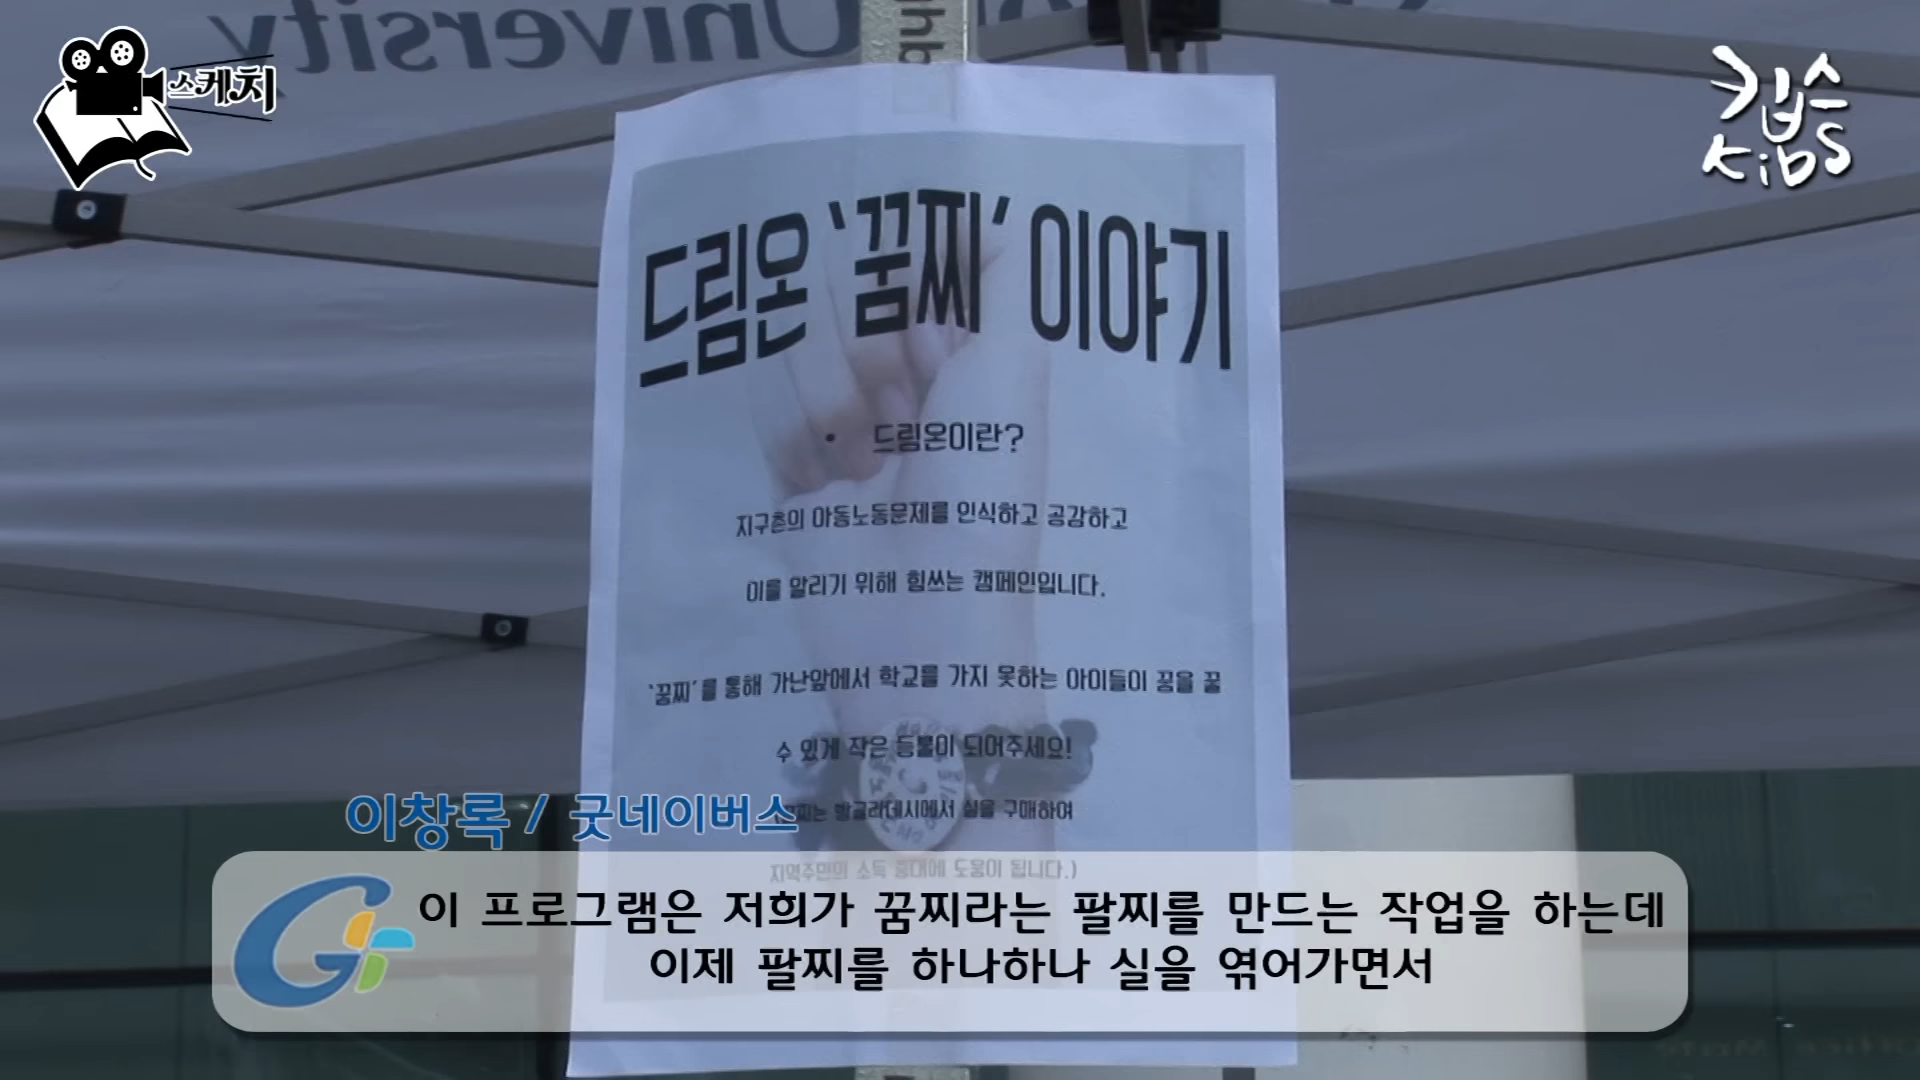 University
스케치
키브스
KiBS
드림온 '꿈찌' 이야기
• 드림온이란?
지구촌의 아동노동문제를 인식하고 공감하고
이를 알리기 위해 힘쓰는 캠페인입니다.
'꿈찌'를 통해 가난앞에서 학교를 가지 못하는 아이들이 꿈을 꿀
수 있게 작은 등불이 되어주세요!
방글라데시에서 실을 구매하여
지역주민의 소득 증대에 도움이 됩니다.)
이창록 / 굿네이버스
이 프로그램은 저희가 꿈찌라는 팔찌를 만드는 작업을 하는데
이제 팔찌를 하나하나 실을 엮어가면서